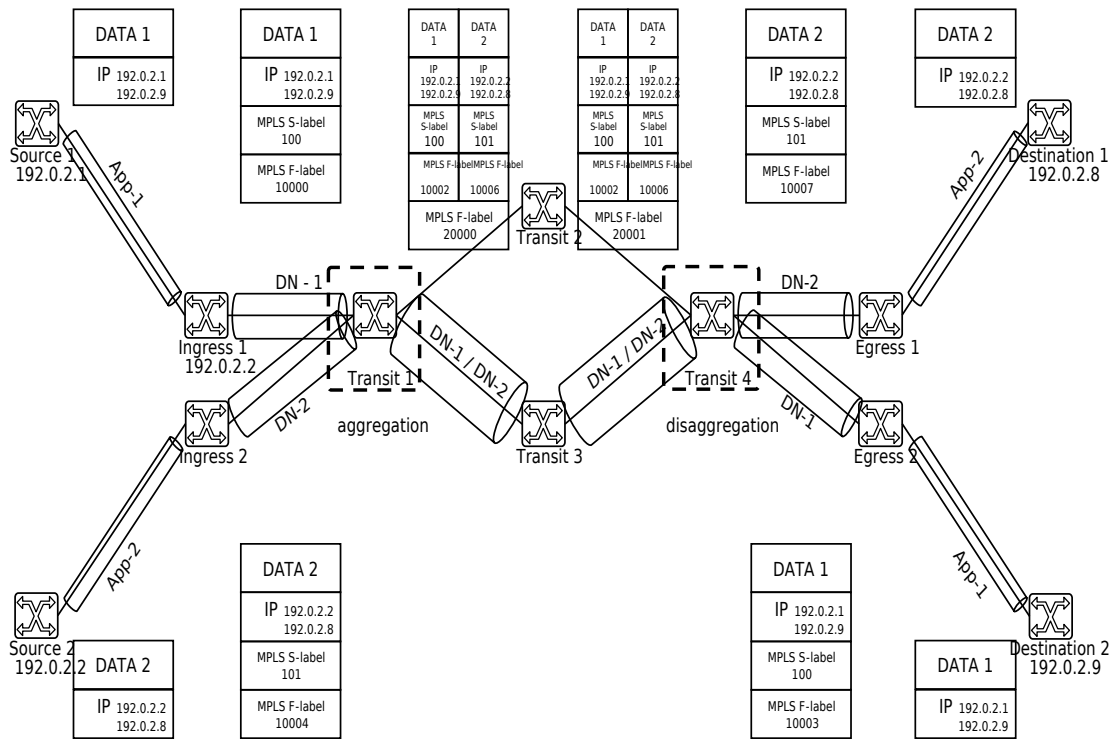 DATA 1
IP 192.0.2.1
192.0.2.9
DATA 1
IP 192.0.2.1
192.0.2.9
MPLS S-label
100
MPLS F-label
10000
DATA
1
DATA
2
IP
192.0.2.1
192.0.2.9
IP
192.0.2.2
192.0.2.8
MPLS
S-label
100
MPLS
S-label
101
MPLS F-label
10002
MPLS F-label
10006
MPLS F-label
20000
DATA
1
DATA
2
IP
192.0.2.1
192.0.2.9
IP
192.0.2.2
192.0.2.8
MPLS
S-label
100
MPLS
S-label
101
MPLS F-label
10002
MPLS F-label
10006
MPLS F-label
20001
DATA 2
IP 192.0.2.2
192.0.2.8
MPLS S-label
101
MPLS F-label
10007
DATA 2
IP 192.0.2.2
192.0.2.8
Source 1
192.0.2.1
App-1
Destination 1
192.0.2.8
App-2
Transit 2
DN - 1
DN-2
Ingress 1
192.0.2.2
Transit 1
DN-1 / DN-2
DN-1 / DN-2
Transit 4
Egress 1
DN-2
aggregation
disaggregation
DN-1
Ingress 2
Transit 3
Egress 2
App-2
App-1
Source 2
192.0.2.2
Destination 2
192.0.2.9
DATA 2
IP 192.0.2.2
192.0.2.8
DATA 2
IP 192.0.2.2
192.0.2.8
MPLS S-label
101
MPLS F-label
10004
DATA 1
IP 192.0.2.1
192.0.2.9
MPLS S-label
100
MPLS F-label
10003
DATA 1
IP 192.0.2.1
192.0.2.9